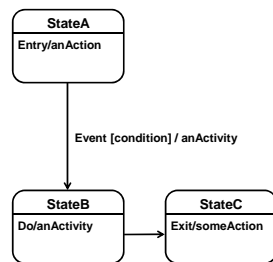 StateA
Entry/anAction
Event [condition] / anActivity
StateB
Do/anActivity
StateC
Exit/someAction